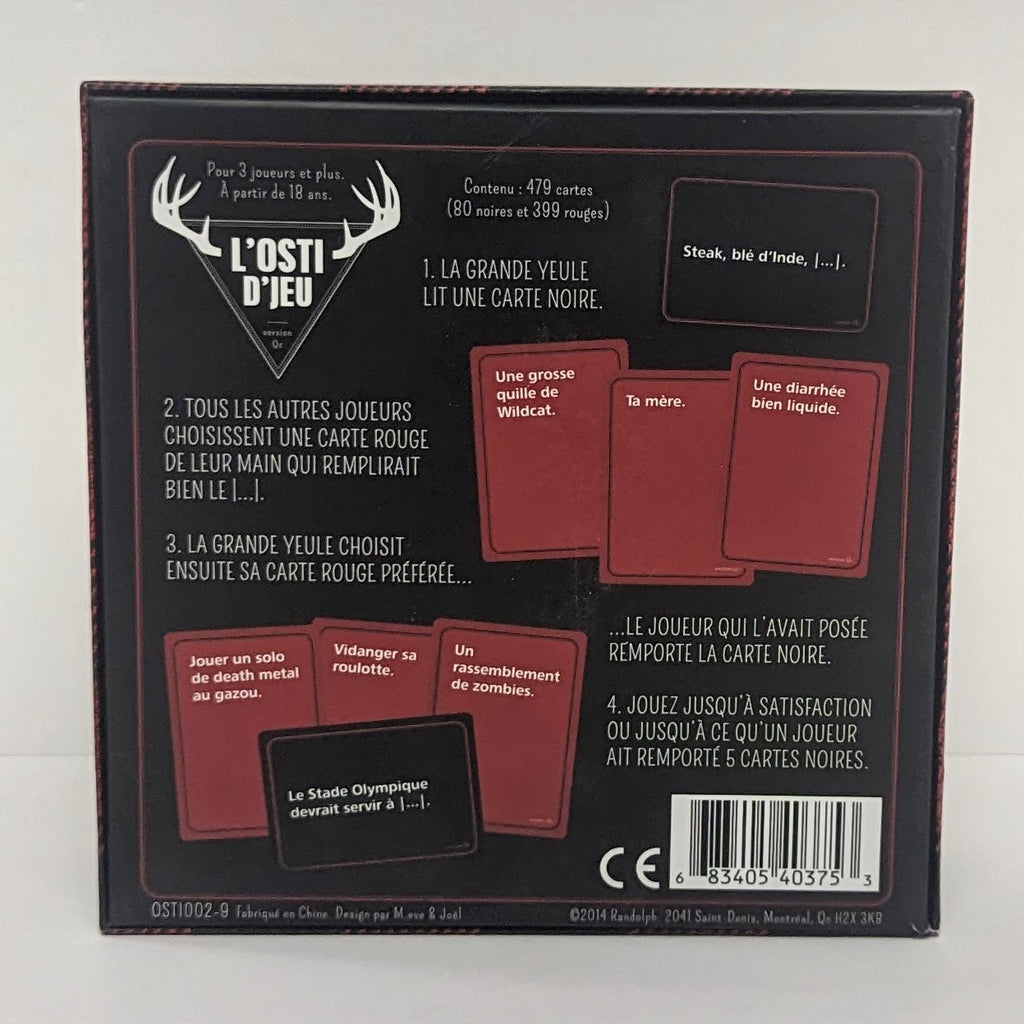 Pour 3 joueurs et plus.
À partir de 18 ans.
L'OSTI
D'JEU
version
Qc
Contenu : 479 cartes
(80 noires et 399 rouges)
1. LA GRANDE YEULE
LIT UNE CARTE NOIRE.
Steak, blé d'Inde, |...|.
2. TOUS LES AUTRES JOUEURS
CHOISISSENT UNE CARTE ROUGE
DE LEUR MAIN QUI REMPLIRAIT
BIEN LE |...|.
Une grosse
quille de
Wildcat.
Ta mère.
Une diarrhée
bien liquide.
3. LA GRANDE YEULE CHOISIT
ENSUITE SA CARTE ROUGE PRÉFÉRÉE...
Jouer un solo
de death metal
au gazou.
Vidanger sa
roulotte.
Un
rassemblement
de zombies.
Le Stade Olympique
devrait servir à |...|.
...LE JOUEUR QUI L'AVAIT POSÉE
REMPORTE LA CARTE NOIRE.
4. JOUEZ JUSQU'À SATISFACTION
OU JUSQU'À CE QU'UN JOUEUR
AIT REMPORTÉ 5 CARTES NOIRES.
CE
6 83405 40375 3
OSTI002-9 Fabriqué en Chine. Design par M.eve & Joël
©2014 Randolph. 2041 Saint-Denis, Montréal, Qc H2X 3K8